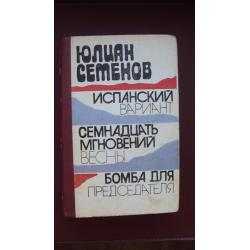 ЮЛИАН
СЕМЕНОВ
ИСПАНСКИЙ
ВАРИАНТ
СЕМНАДЦАТЬ
МГНОВЕНИЙ
ВЕСНЫ
БОМБА ДЛЯ
ПРЕДСЕДАТЕЛЯ